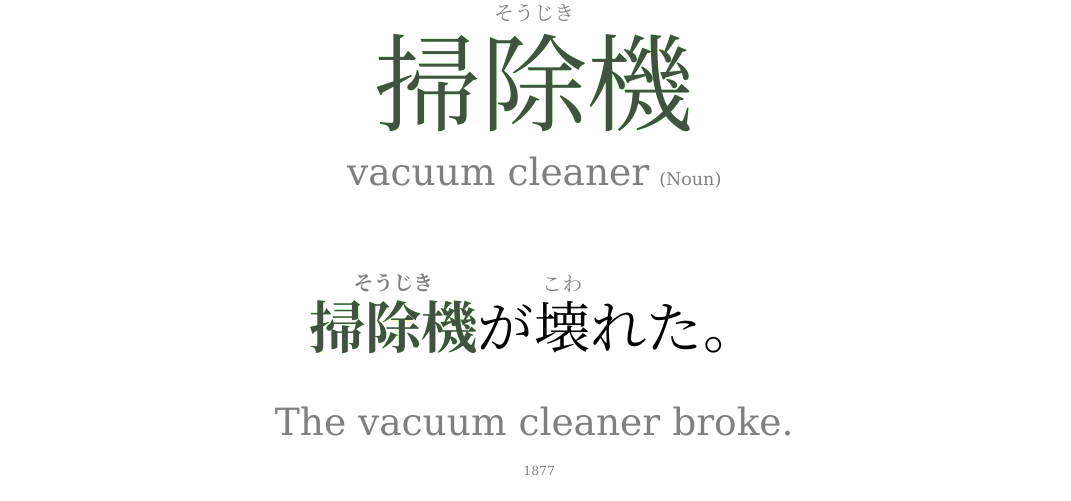 そうじき
掃除機
vacuum cleaner (Noun)
そうじき こわ
掃除機が壊れた。
The vacuum cleaner broke.
1877